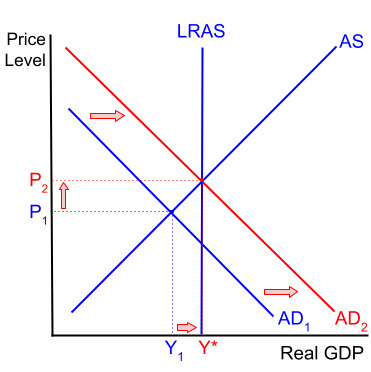 LRAS
Price
Level
AS
P2
P1
AD1
AD2
Y1
Y*
Real GDP